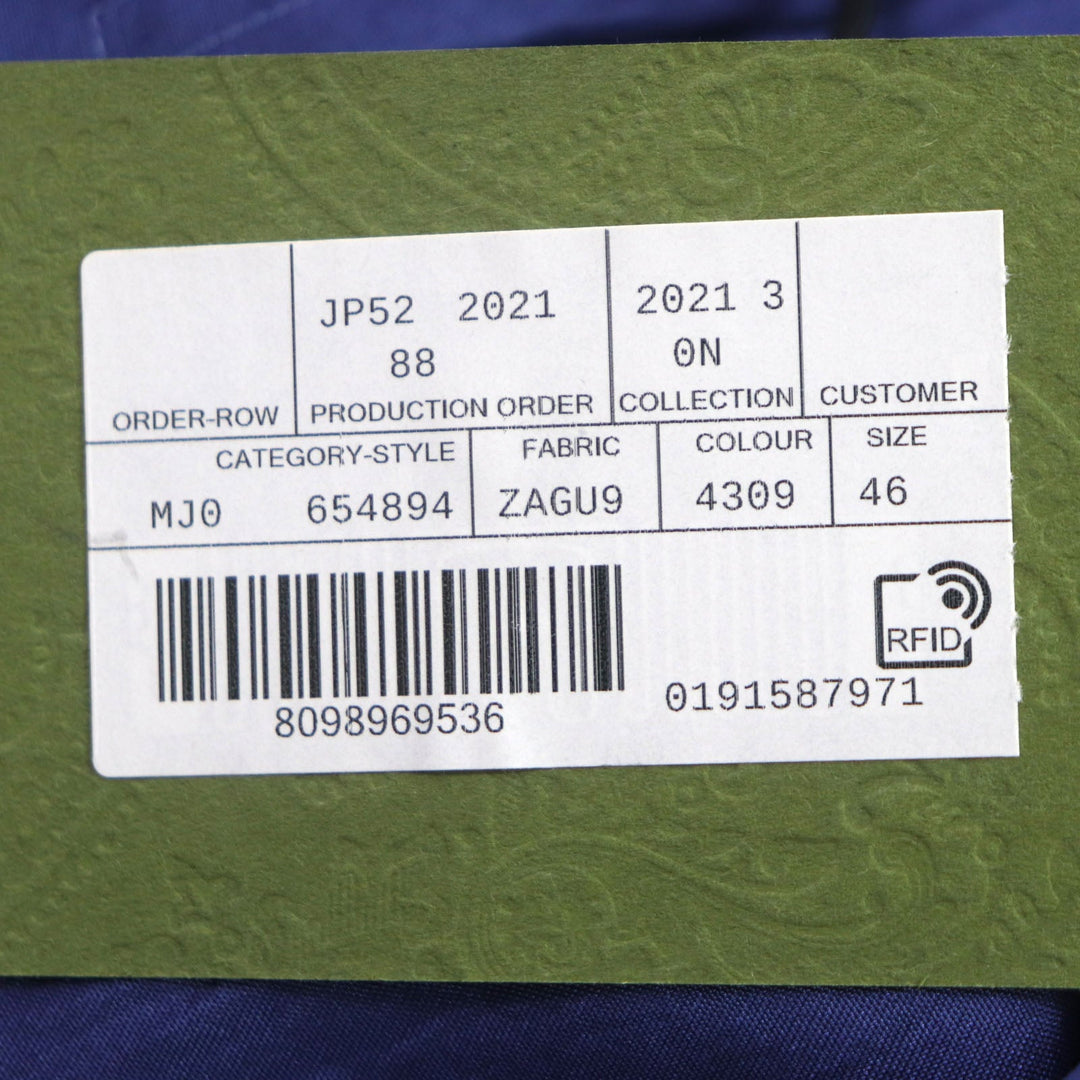 JP52 2021 2021 3
88 0N
ORDER-ROW PRODUCTION ORDER COLLECTION CUSTOMER
CATEGORY-STYLE FABRIC COLOUR SIZE
MJ0 654894 ZAGU9 4309 46
RFID
8098969536 0191587971